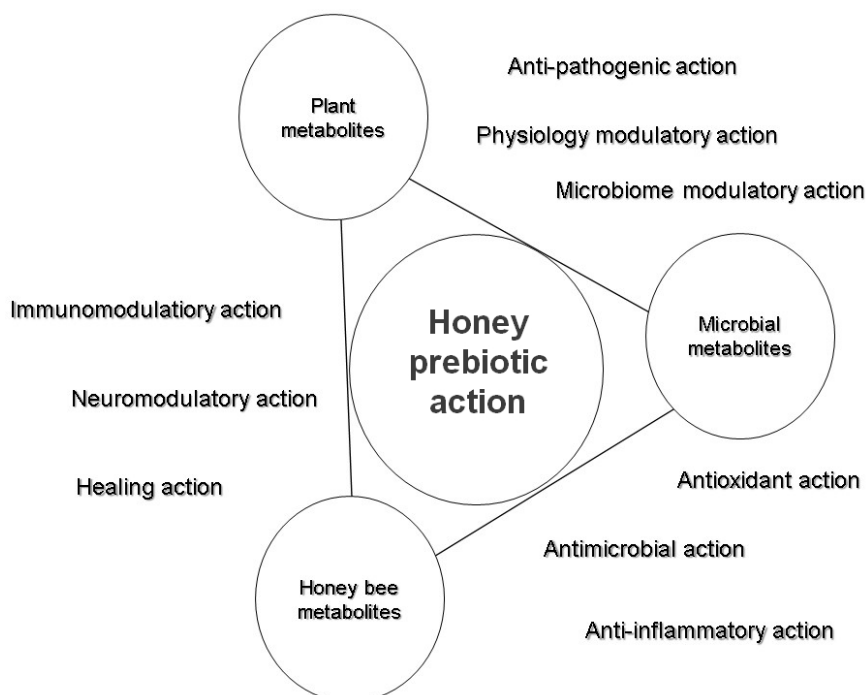 Anti-pathogenic action
Plant
metabolites
Physiology modulatory action
Microbiome modulatory action
Immunomodulatiory action
Honey
prebiotic
action
Microbial
metabolites
Neuromodulatory action
Healing action
Antioxidant action
Antimicrobial action
Honey bee
metabolites
Anti-inflammatory action